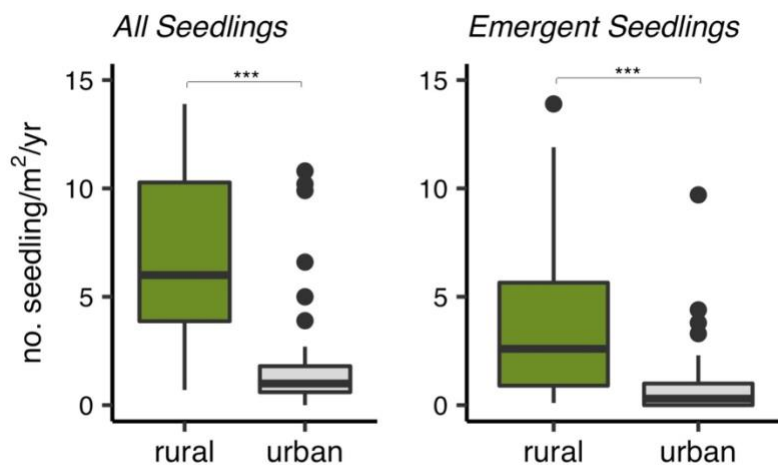 All Seedlings
Emergent Seedlings
no. seedling/m²/yr
15
10
5
0
***
rural
urban
15
10
5
0
***
rural
urban